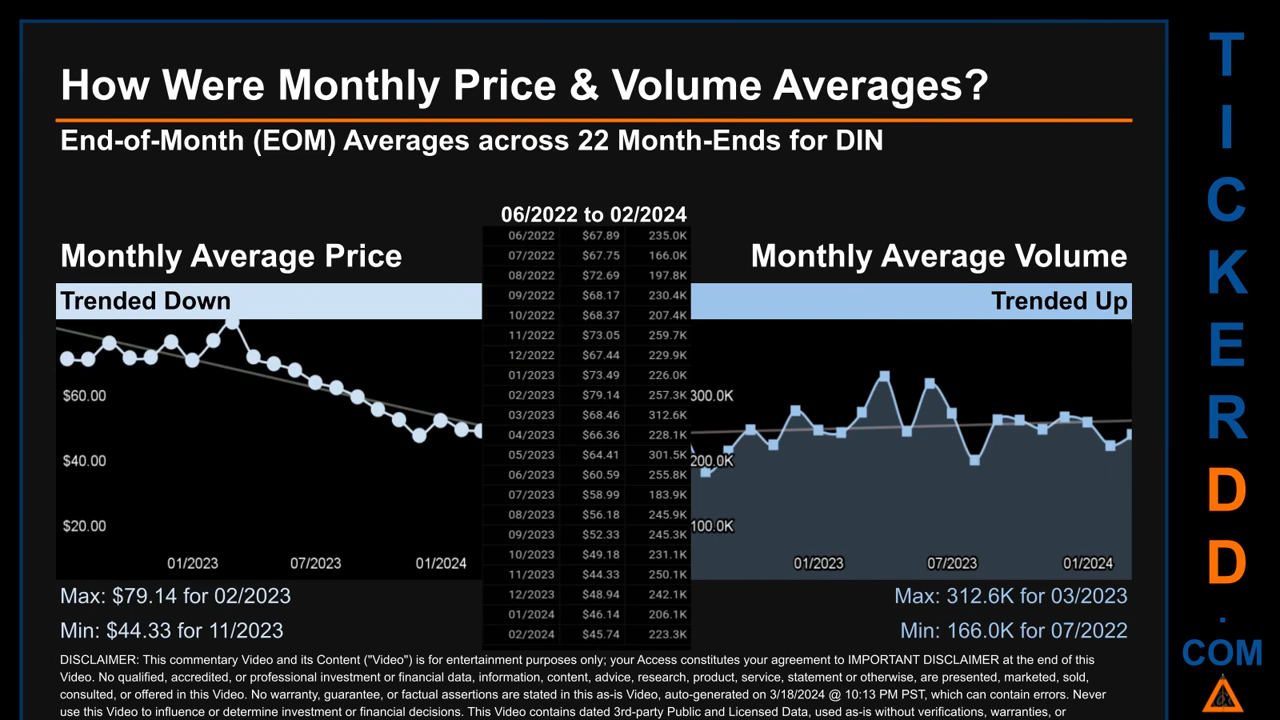 How Were Monthly Price & Volume Averages?
End-of-Month (EOM) Averages across 22 Month-Ends for DIN
06/2022 to 02/2024
Monthly Average Price
Monthly Average Volume
Trended Down
Trended Up
06/2022 $67.89 235.0K
07/2022 $67.75 166.0K
08/2022 $72.69 197.8K
09/2022 $68.17 230.4K
10/2022 $68.37 207.4K
11/2022 $73.05 259.7K
12/2022 $67.44 229.9K
01/2023 $73.49 226.0K
02/2023 $79.14 257.3K
03/2023 $68.46 312.6K
04/2023 $66.36 228.1K
05/2023 $64.41 301.5K
06/2023 $60.59 255.8K
07/2023 $58.99 183.9K
08/2023 $56.18 245.9K
09/2023 $52.33 245.3K
10/2023 $49.18 231.1K
11/2023 $44.33 250.1K
12/2023 $48.94 242.1K
01/2024 $46.14 206.1K
02/2024 $45.74 223.3K
$60.00
$40.00
$20.00
01/2023 07/2023 01/2024
300.0K
200.0K
100.0K
01/2023 07/2023 01/2024
Max: $79.14 for 02/2023
Min: $44.33 for 11/2023
Max: 312.6K for 03/2023
Min: 166.0K for 07/2022
DISCLAIMER: This commentary Video and its Content ("Video") is for entertainment purposes only; your Access constitutes your agreement to IMPORTANT DISCLAIMER at the end of this
Video. No qualified, accredited, or professional investment or financial data, information, content, advice, research, product, service, statement or otherwise, are presented, marketed, sold,
consulted, or offered in this Video. No warranty, guarantee, or factual assertions are stated in this as-is Video, auto-generated on 3/18/2024 @ 10:13 PM PST, which can contain errors. Never
use this Video to influence or determine investment or financial decisions. This Video contains dated 3rd-party Public and Licensed Data, used as-is without verifications, warranties, or
T
I
C
K
E
R
D
D
.
COM